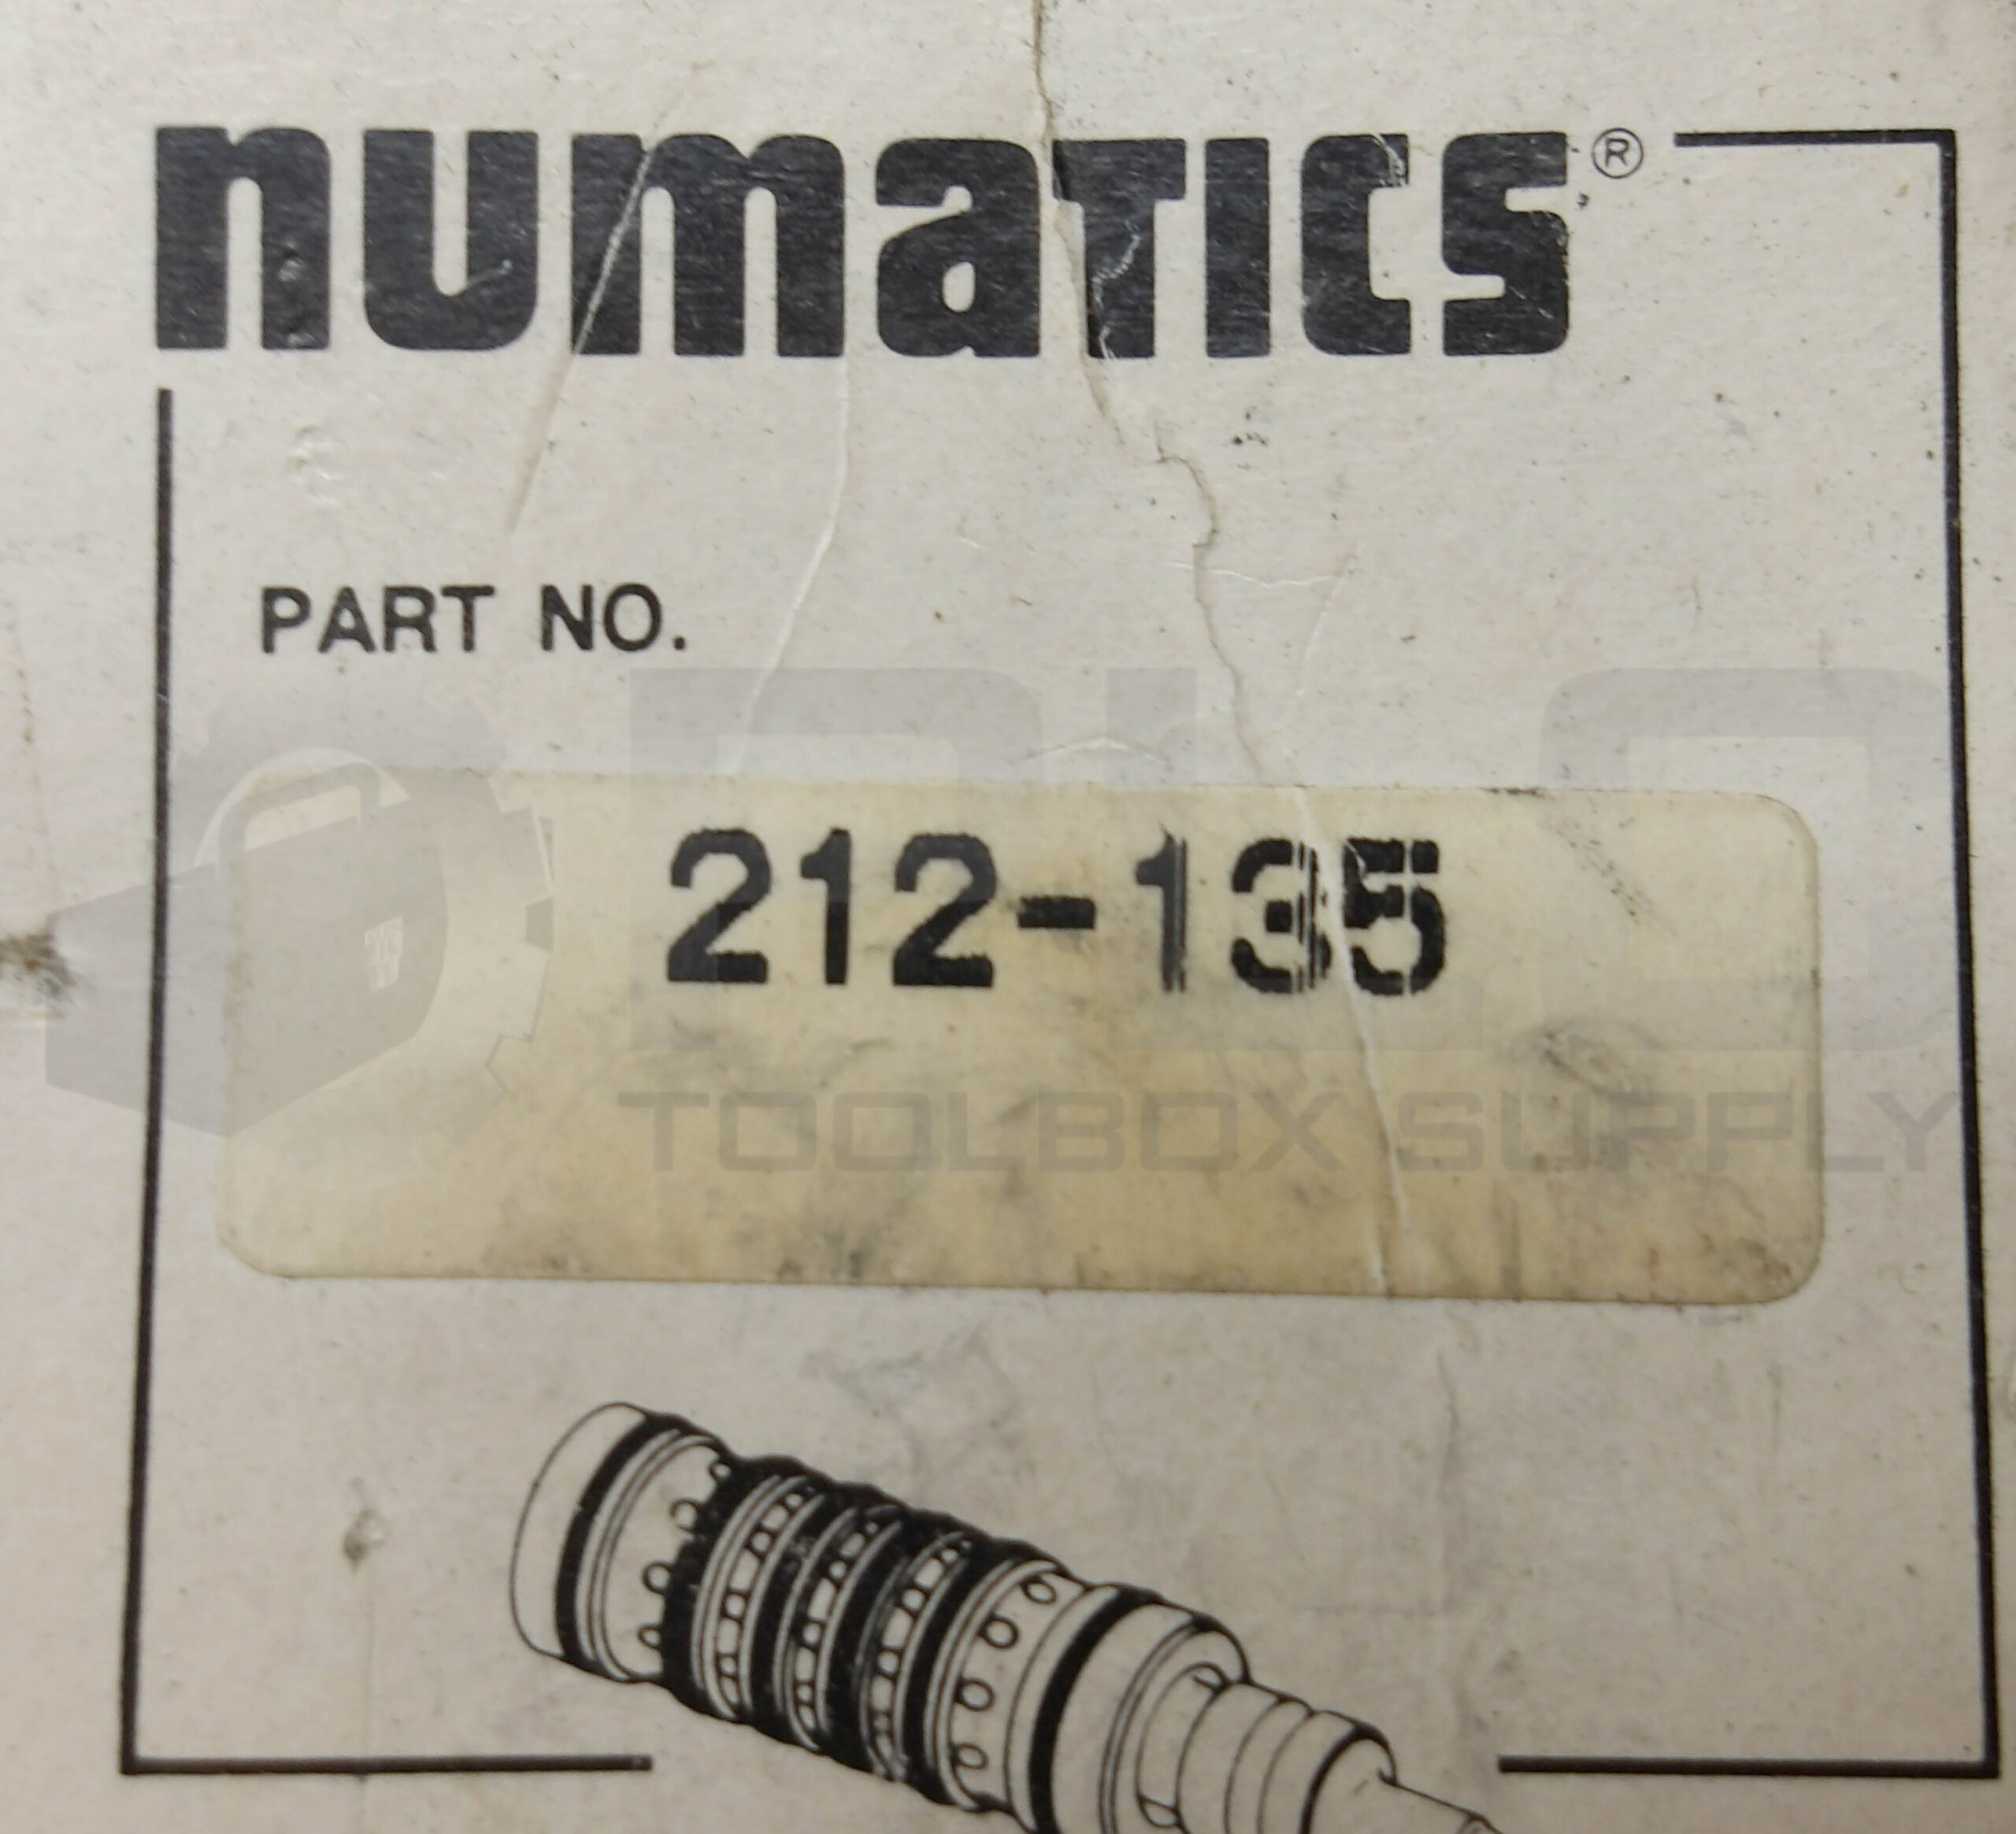 numatics®
PART NO.
212-135
TOOLBOX SUPPLY